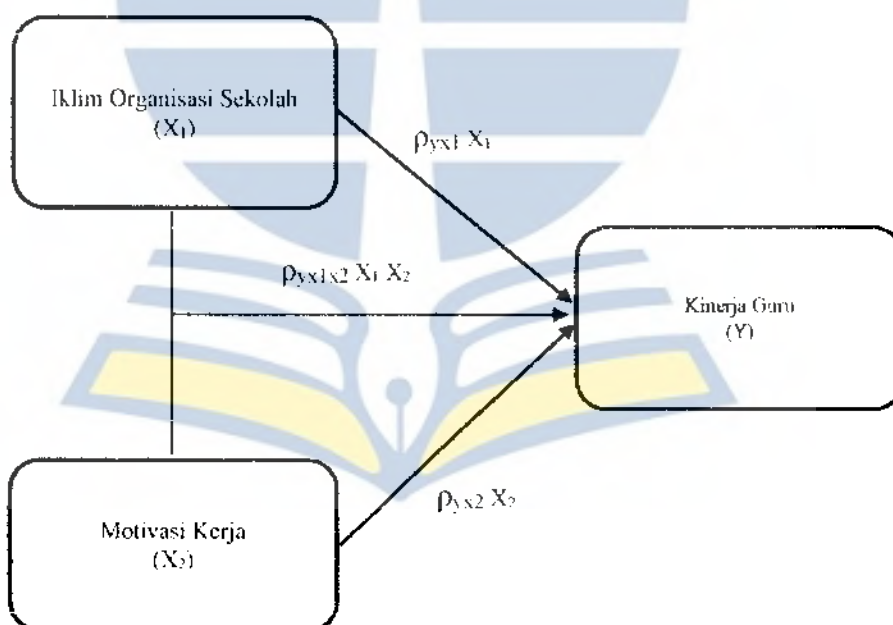 Iklim Organisasi Sekolah
(X₁)
ρyx1 X₁
ρyx1x2 X₁ X₂
Kinerja Guru
(Y)
ρyx2 X₂
Motivasi Kerja
(X₂)